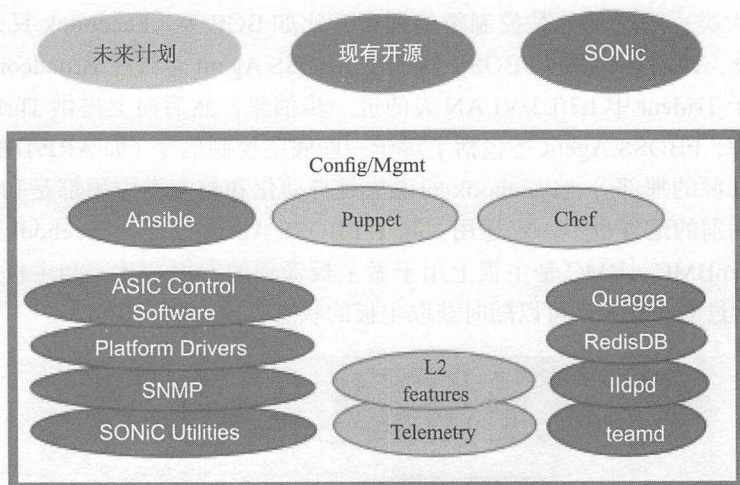 未来计划
现有开源
SONic
Config/Mgmt
Ansible
Puppet
Chef
ASIC Control
Software
Platform Drivers
SNMP
SONiC Utilities
L2
features
Telemetry
Quagga
RedisDB
lldpd
teamd